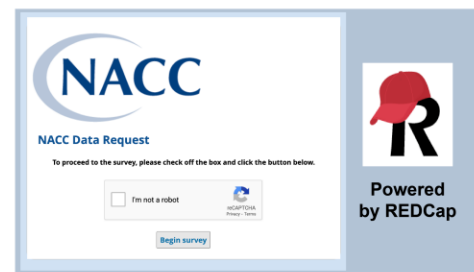 NACC
NACC Data Request
To proceed to the survey, please check off the box and click the button below.
I'm not a robot
reCAPTCHA
Privacy - Terms
Begin survey
R
Powered
by REDCap